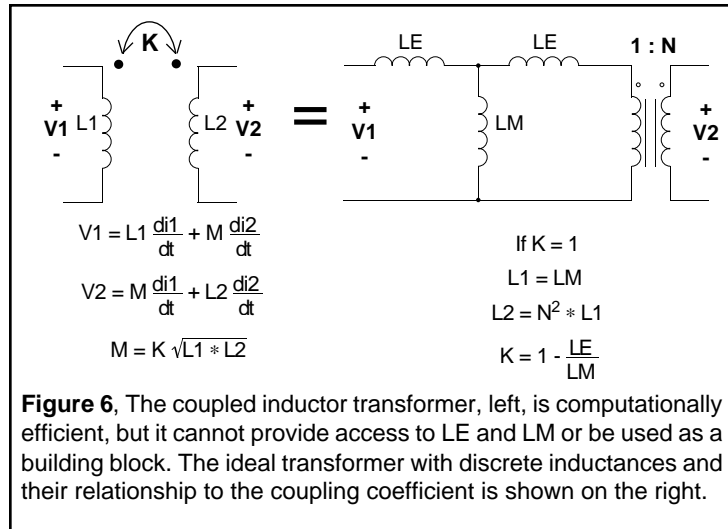 K
LE LE 1 : N
+ V1 - L1 L2 + V2 - = + V1 - LM + V2 -
V1 = L1 di1/dt + M di2/dt
V2 = M di1/dt + L2 di2/dt
M = K √L1 * L2
If K = 1
L1 = LM
L2 = N² * L1
K = 1 - LE/LM
Figure 6, The coupled inductor transformer, left, is computationally
efficient, but it cannot provide access to LE and LM or be used as a
building block. The ideal transformer with discrete inductances and
their relationship to the coupling coefficient is shown on the right.